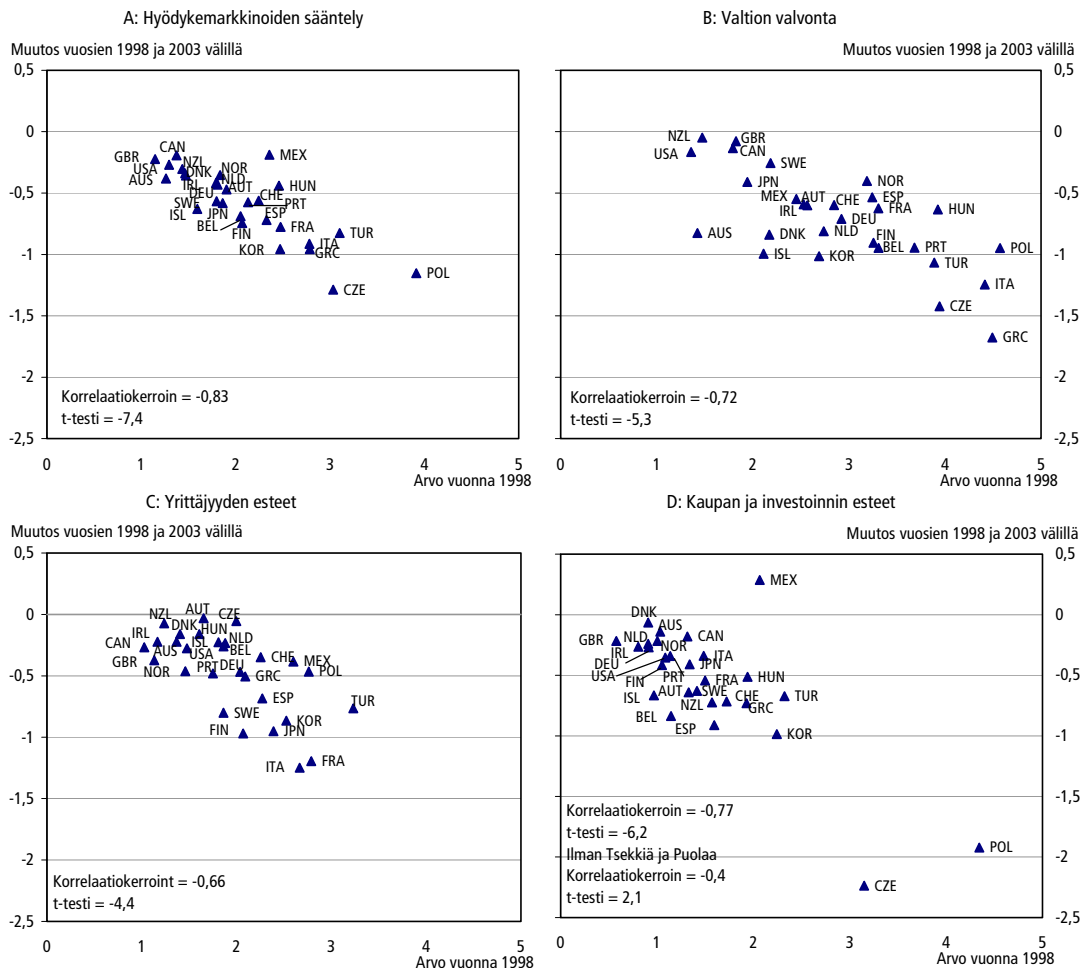 A: Hyödykemarkkinoiden sääntely
Muutos vuosien 1998 ja 2003 välillä
0,5
0
-0,5
-1
-1,5
-2
-2,5
GBR
CAN
USA
NZL
AUS
DNK
IRL
NOR
NLD
DEU
AUT
SWE
ISL
JPN
BEL
FIN
CHE
PRT
ESP
MEX
HUN
FRA
KOR
ITA
GRC
TUR
CZE
POL
Korrelaatiokerroin = -0,83
t-testi = -7,4
0 1 2 3 4 5
Arvo vuonna 1998
B: Valtion valvonta
Muutos vuosien 1998 ja 2003 välillä
0,5
0
-0,5
-1
-1,5
-2
-2,5
NZL
GBR
USA
CAN
SWE
JPN
NOR
MEX
AUT
IRL
CHE
ESP
FRA
HUN
DEU
AUS
DNK
NLD
FIN
BEL
PRT
POL
ISL
KOR
TUR
ITA
CZE
GRC
Korrelaatiokerroin = -0,72
t-testi = -5,3
0 1 2 3 4 5
Arvo vuonna 1998
C: Yrittäjyyden esteet
Muutos vuosien 1998 ja 2003 välillä
0,5
0
-0,5
-1
-1,5
-2
-2,5
NZL
AUT
CZE
IRL
DNK
HUN
CAN
AUS
ISL
NLD
USA
BEL
GBR
NOR
PRT
DEU
GRC
CHE
MEX
POL
ESP
SWE
TUR
KOR
FIN
JPN
ITA
FRA
Korrelaatiokerroint = -0,66
t-testi = -4,4
0 1 2 3 4 5
Arvo vuonna 1998
D: Kaupan ja investoinnin esteet
Muutos vuosien 1998 ja 2003 välillä
0,5
0
-0,5
-1
-1,5
-2
-2,5
MEX
DNK
AUS
GBR
NLD
CAN
IRL
NOR
DEU
ITA
USA
JPN
FIN
PRT
FRA
HUN
ISL
AUT
SWE
NZL
CHE
GRC
TUR
BEL
ESP
KOR
POL
CZE
Korrelaatiokerroin = -0,77
t-testi = -6,2
Ilman Tsekkiä ja Puolaa
Korrelaatiokerroin = -0,4
t-testi = 2,1
0 1 2 3 4 5
Arvo vuonna 1998